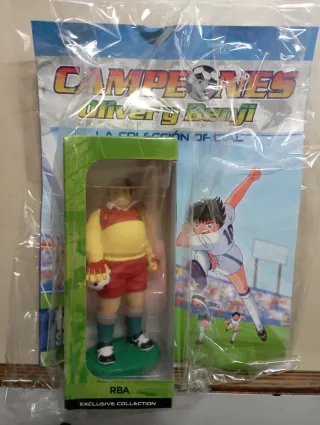 CAMPEONES
Oliver y Benji
LA COLECCIÓN OFICIAL
RBA
EXCLUSIVE COLLECTION